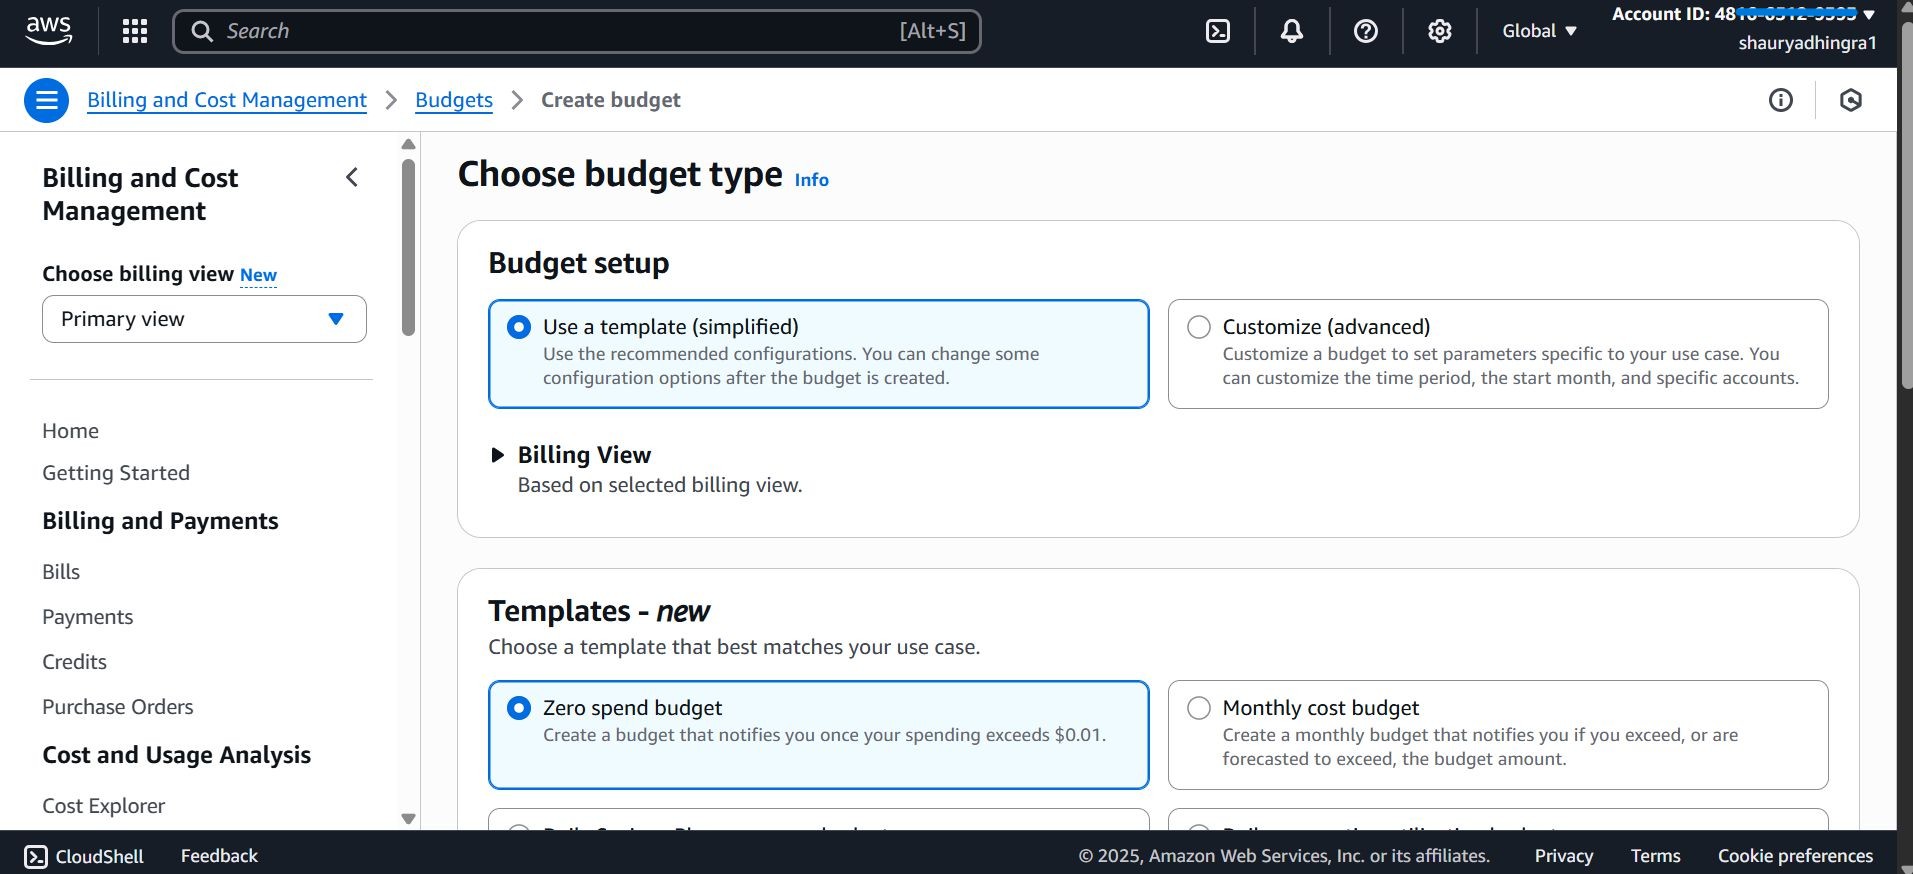 aws
Search
[Alt+S]
Global
Account ID: 48
shauryadhingra1
Billing and Cost Management
Budgets
Create budget
Billing and Cost
Management
Choose billing view New
Primary view
Home
Getting Started
Billing and Payments
Bills
Payments
Credits
Purchase Orders
Cost and Usage Analysis
Cost Explorer
Choose budget type Info
Budget setup
Use a template (simplified)
Use the recommended configurations. You can change some
configuration options after the budget is created.
Customize (advanced)
Customize a budget to set parameters specific to your use case. You
can customize the time period, the start month, and specific accounts.
Billing View
Based on selected billing view.
Templates - new
Choose a template that best matches your use case.
Zero spend budget
Create a budget that notifies you once your spending exceeds $0.01.
Monthly cost budget
Create a monthly budget that notifies you if you exceed, or are
forecasted to exceed, the budget amount.
CloudShell
Feedback
© 2025, Amazon Web Services, Inc. or its affiliates.
Privacy
Terms
Cookie preferences